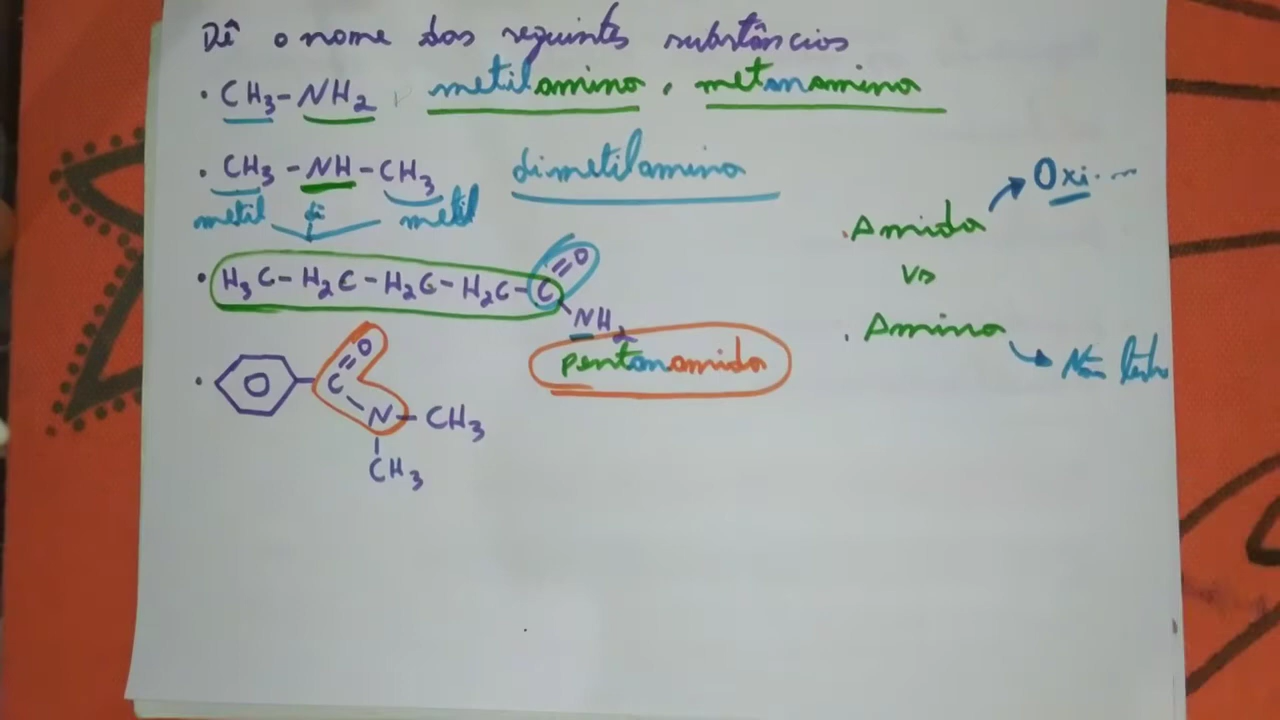 Dê o nome das seguintes substâncias
• CH3-NH2 metilamina, metanamina
• CH3-NH-CH3 dimetilamina
metil di metil
• H3C-H2C-H2C-H2C-C=O
NH2
pentanamida
• C=O
N-CH3
CH3
. Amida Oxi...
vs
. Amina Não tenho